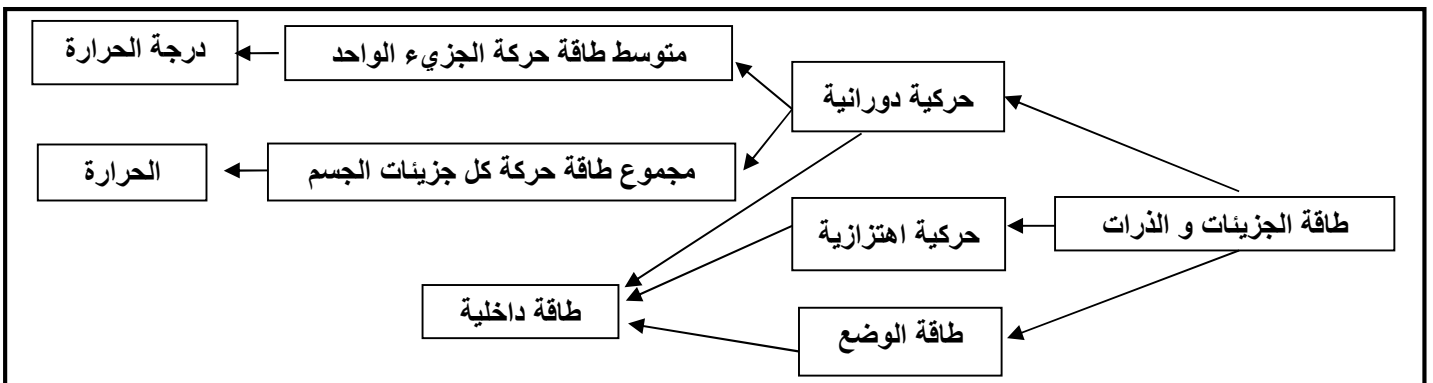 طاقة الجزيئات و الذرات
حركية دورانية
حركية اهتزازية
طاقة الوضع
متوسط طاقة حركة الجزيء الواحد
درجة الحرارة
مجموع طاقة حركة كل جزيئات الجسم
الحرارة
طاقة داخلية